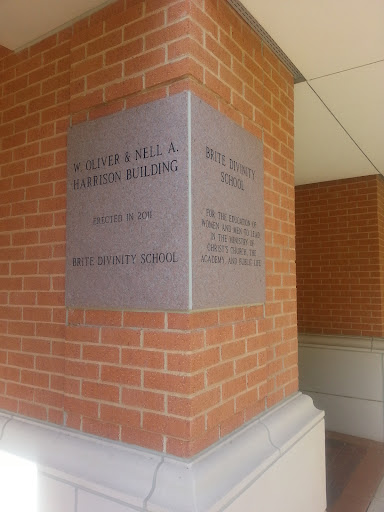 W. OLIVER & NELL A.
HARRISON BUILDING
ERECTED IN 2011
BRITE DIVINITY SCHOOL
BRITE DIVINITY
SCHOOL
FOR THE EDUCATION OF
WOMEN AND MEN TO LEAD
IN THE MINISTRY OF
CHRIST'S CHURCH, THE
ACADEMY, AND PUBLIC LIFE